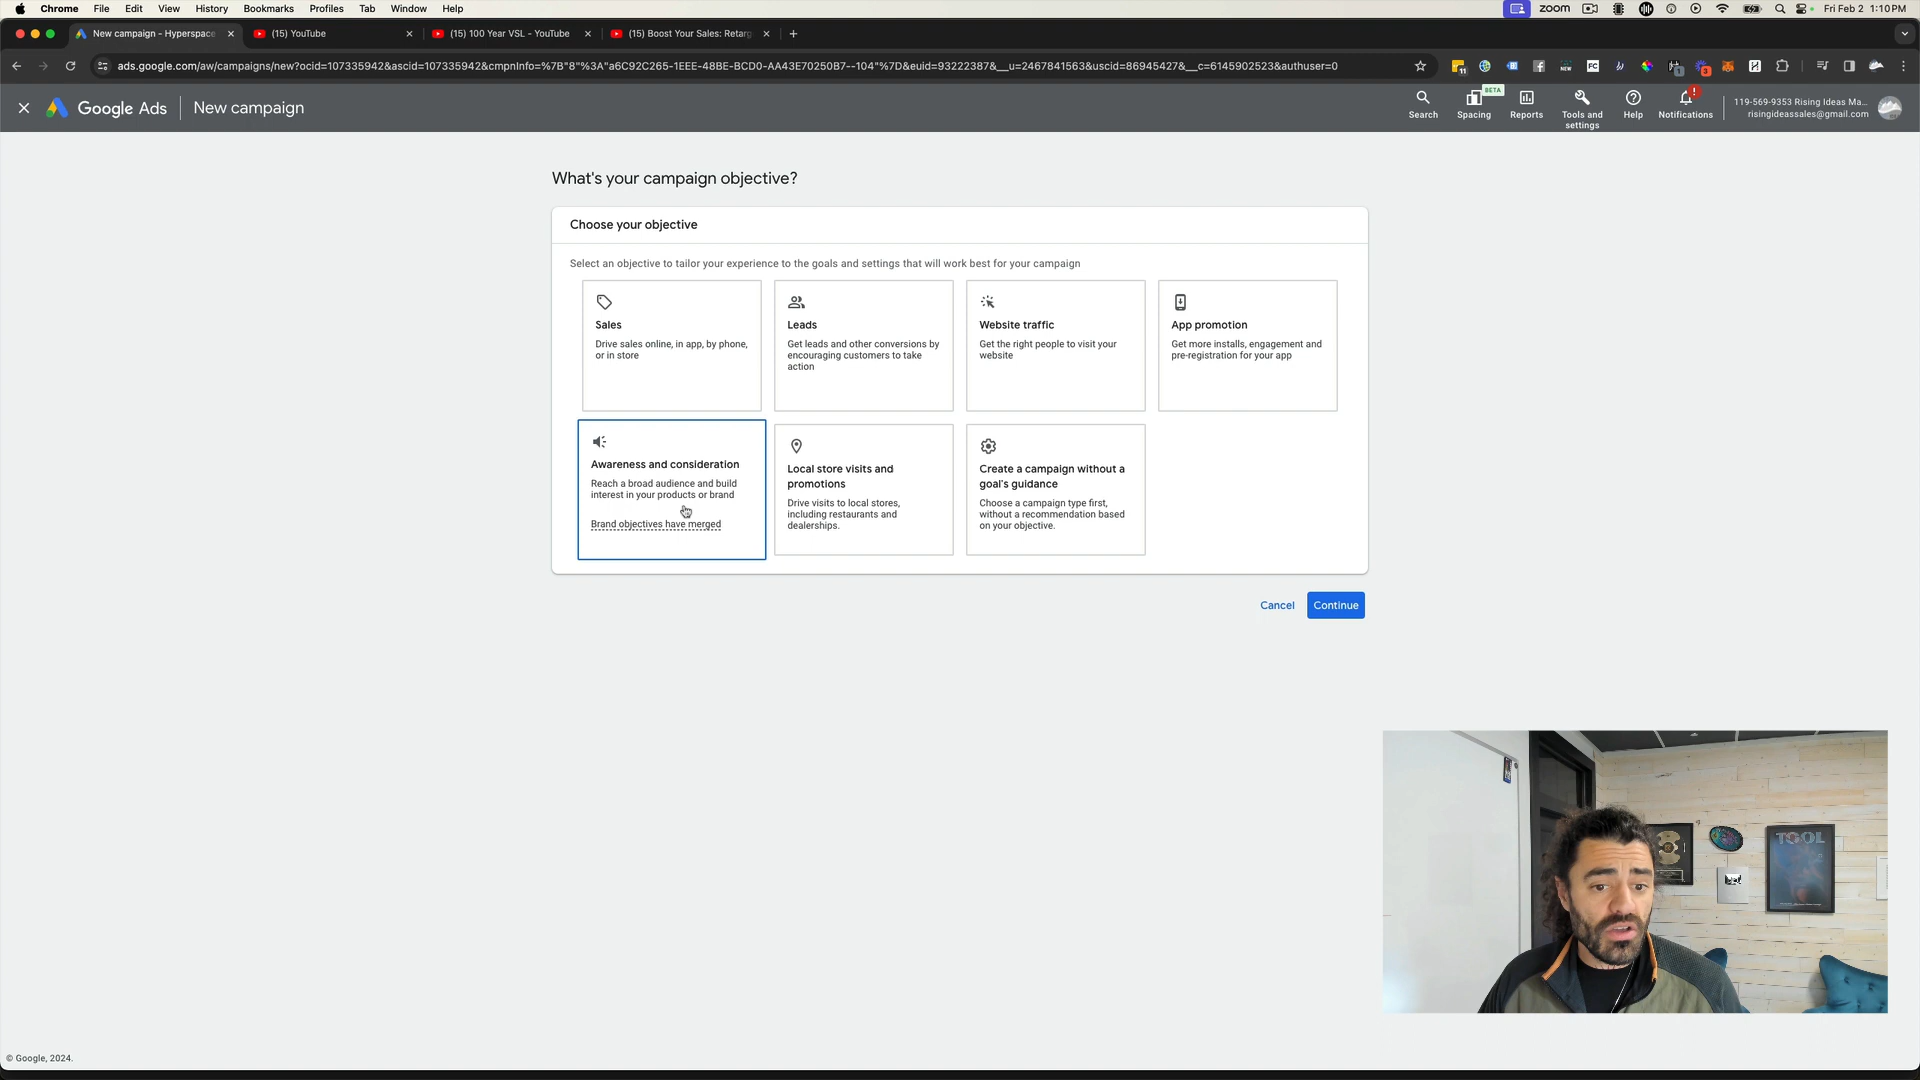 Chrome File Edit View History Bookmarks Profiles Tab Window Help
zoom
Fri Feb 2 1:10 PM
New campaign - Hyperspace
(15) YouTube
(15) 100 Year VSL - YouTube
(15) Boost Your Sales: Retarg
ads.google.com/aw/campaigns/new?ocid=107335942&ascid=107335942&cmpnInfo=%7B"8"%3A"a6C92C265-1EEE-48BE-BCD0-AA43E70250B7--104"%7D&euid=93222387&__u=2467841563&uscid=86945427&__c=6145902523&authuser=0
11
FC
NEW
1
3
Google Ads
New campaign
BETA
Search
Spacing
Reports
Tools and
settings
Help
Notifications
119-569-9353 Rising Ideas Ma...
risingideassales@gmail.com
What's your campaign objective?
Choose your objective
Select an objective to tailor your experience to the goals and settings that will work best for your campaign
Sales
Drive sales online, in app, by phone,
or in store
Leads
Get leads and other conversions by
encouraging customers to take
action
Website traffic
Get the right people to visit your
website
App promotion
Get more installs, engagement and
pre-registration for your app
Awareness and consideration
Reach a broad audience and build
interest in your products or brand
Brand objectives have merged
Local store visits and
promotions
Drive visits to local stores,
including restaurants and
dealerships.
Create a campaign without a
goal's guidance
Choose a campaign type first,
without a recommendation based
on your objective.
Cancel
Continue
TOOL
© Google, 2024.